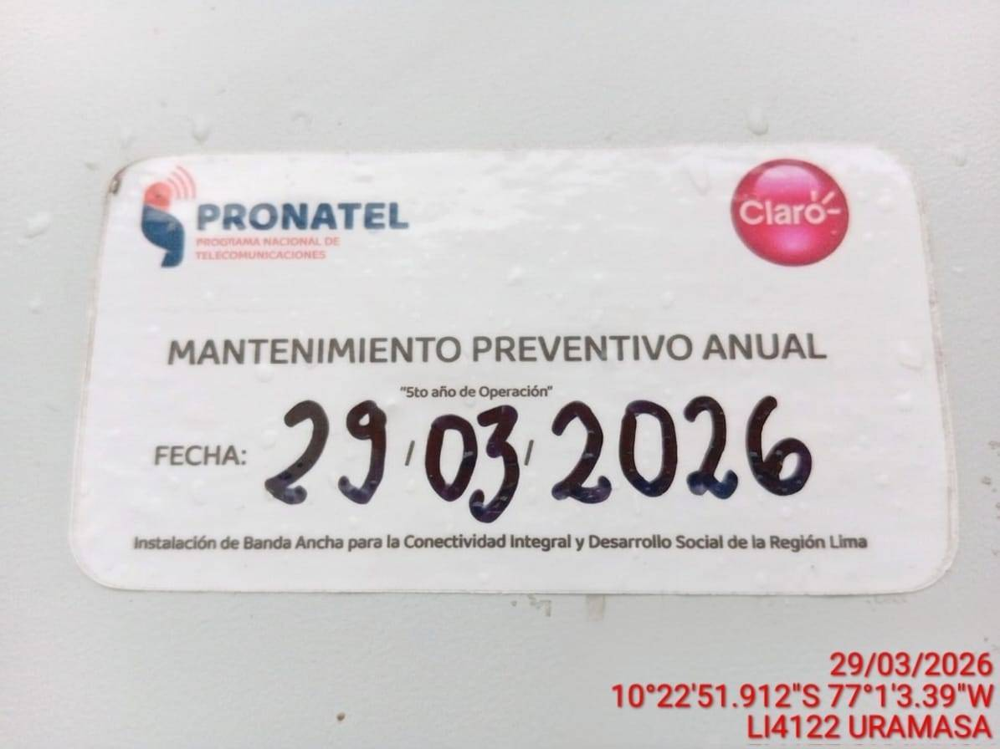 PRONATEL
PROGRAMA NACIONAL DE
TELECOMUNICACIONES
Claro
MANTENIMIENTO PREVENTIVO ANUAL
"5to año de Operación"
FECHA: 29/03/2026
Instalación de Banda Ancha para la Conectividad Integral y Desarrollo Social de la Región Lima
29/03/2026
10°22'51.912"S 77°1'3.39"W
LI4122 URAMASA